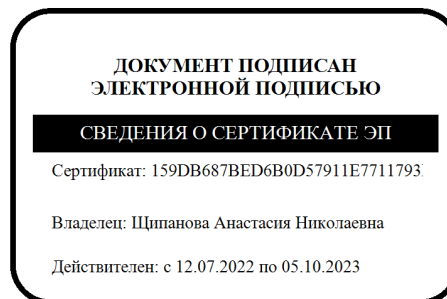 ДОКУМЕНТ ПОДПИСАН
ЭЛЕКТРОННОЙ ПОДПИСЬЮ
СВЕДЕНИЯ О СЕРТИФИКАТЕ ЭП
Сертификат: 159DB687BED6B0D57911E7711793
Владелец: Щипанова Анастасия Николаевна
Действителен: с 12.07.2022 по 05.10.2023